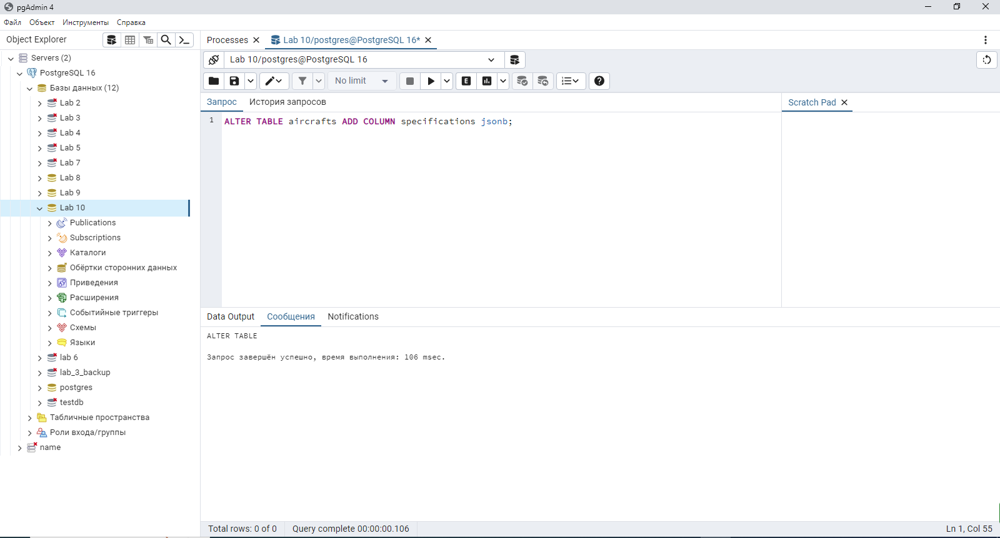 pgAdmin 4
Файл Объект Инструменты Справка
Object Explorer
Processes
Lab 10/postgres@PostgreSQL 16*
Servers (2)
PostgreSQL 16
Базы данных (12)
Lab 2
Lab 3
Lab 4
Lab 5
Lab 7
Lab 8
Lab 9
Lab 10
Publications
Subscriptions
Каталоги
Обёртки сторонних данных
Приведения
Расширения
Событийные триггеры
Схемы
Языки
lab 6
lab_3_backup
postgres
testdb
Табличные пространства
Роли входа/группы
name
Lab 10/postgres@PostgreSQL 16
No limit
E
Запрос История запросов
Scratch Pad
1 ALTER TABLE aircrafts ADD COLUMN specifications jsonb;
Data Output Сообщения Notifications
ALTER TABLE
Запрос завершён успешно, время выполнения: 106 msec.
Total rows: 0 of 0 Query complete 00:00:00.106 Ln 1, Col 55